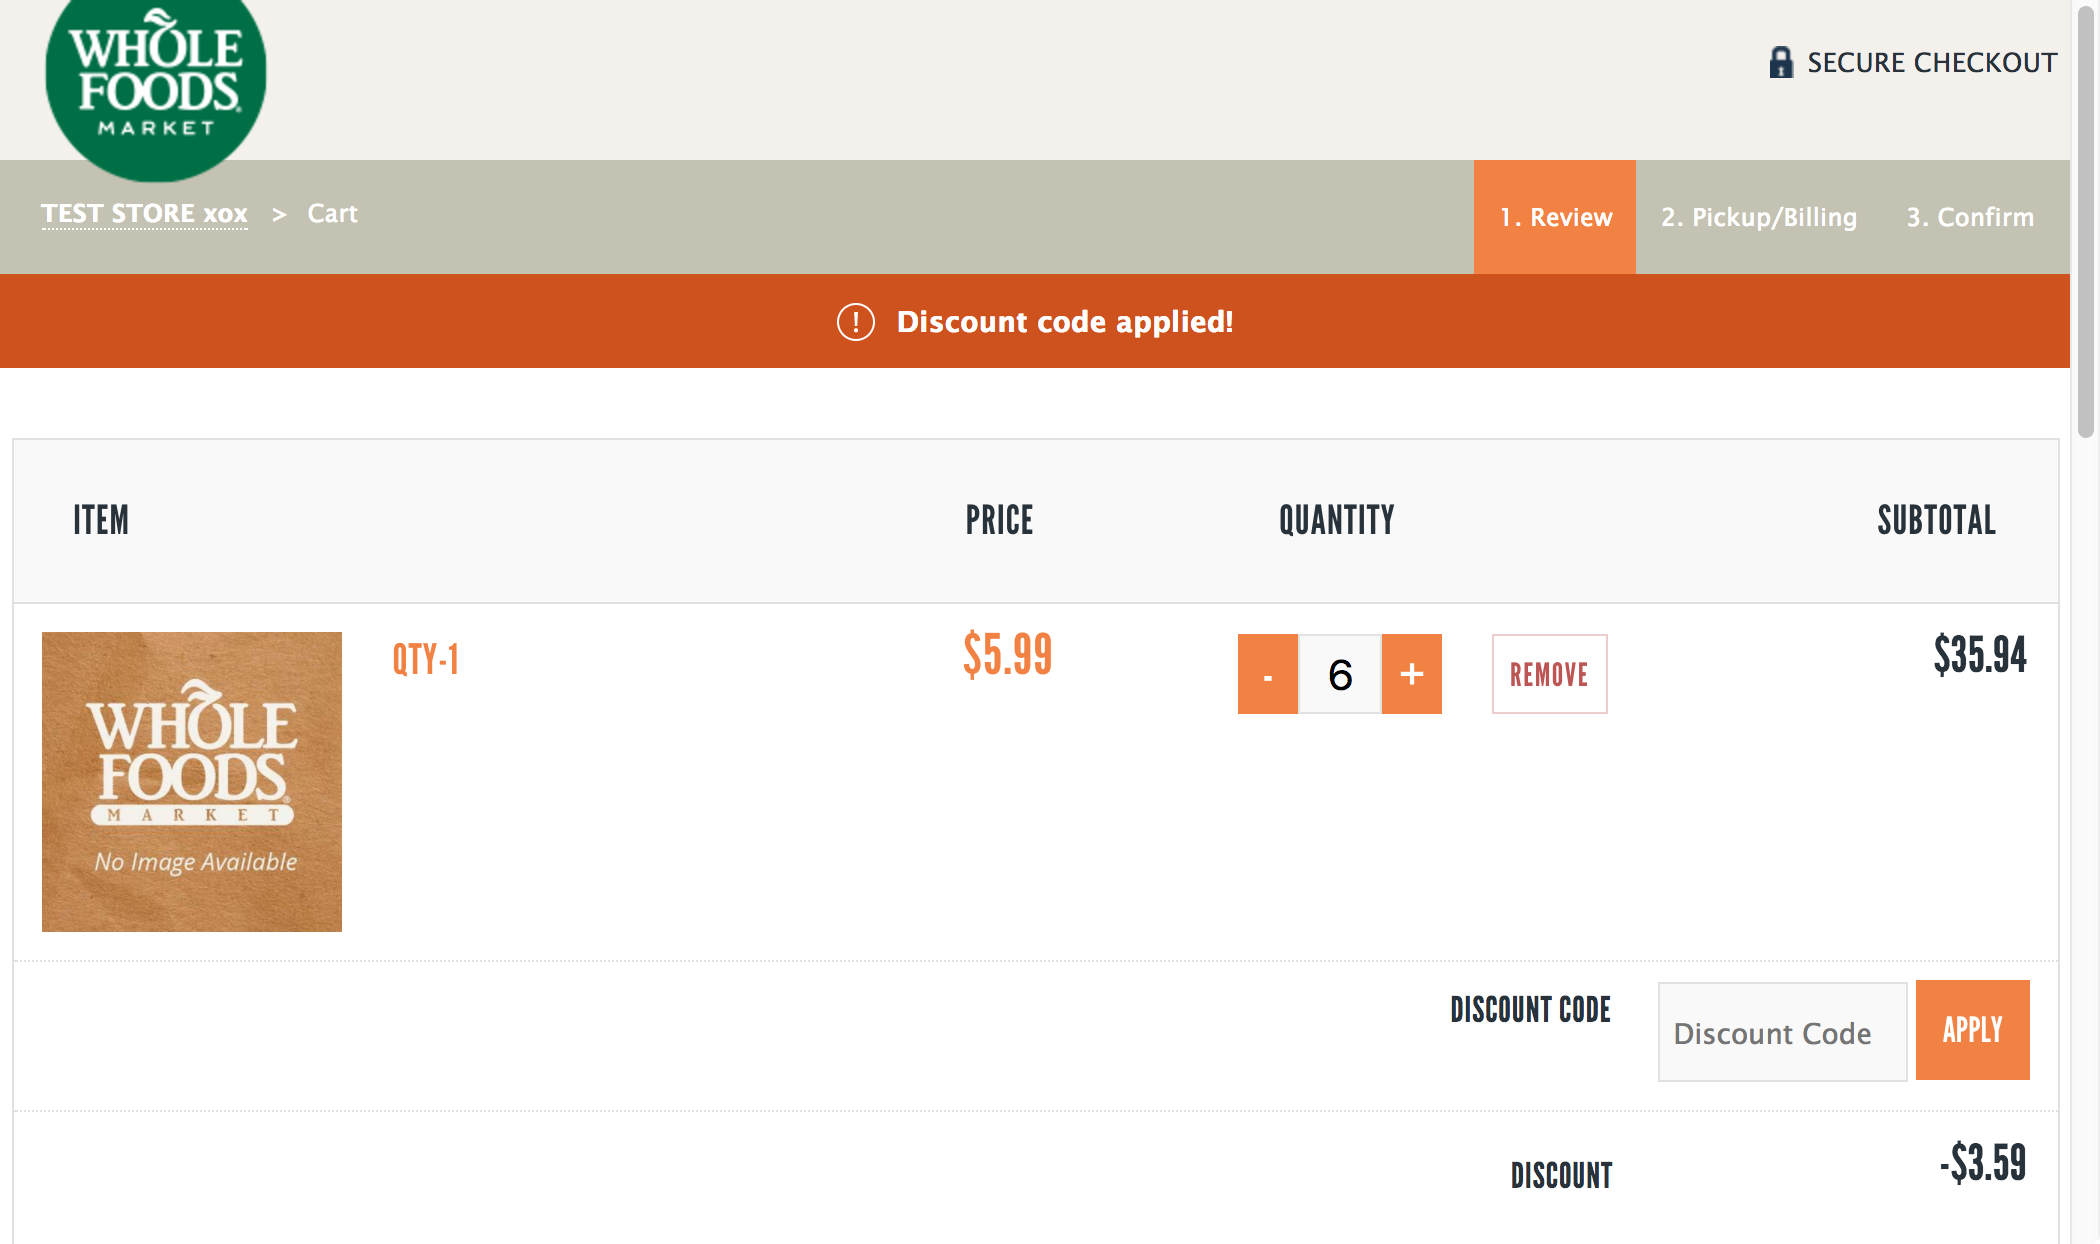 WHOLE
FOODS
MARKET
SECURE CHECKOUT
TEST STORE xox > Cart
1. Review 2. Pickup/Billing 3. Confirm
! Discount code applied!
ITEM PRICE QUANTITY SUBTOTAL
QTY-1 $5.99 - 6 + REMOVE $35.94
WHOLE
FOODS
MARKET
No Image Available
DISCOUNT CODE Discount Code APPLY
DISCOUNT -$3.59